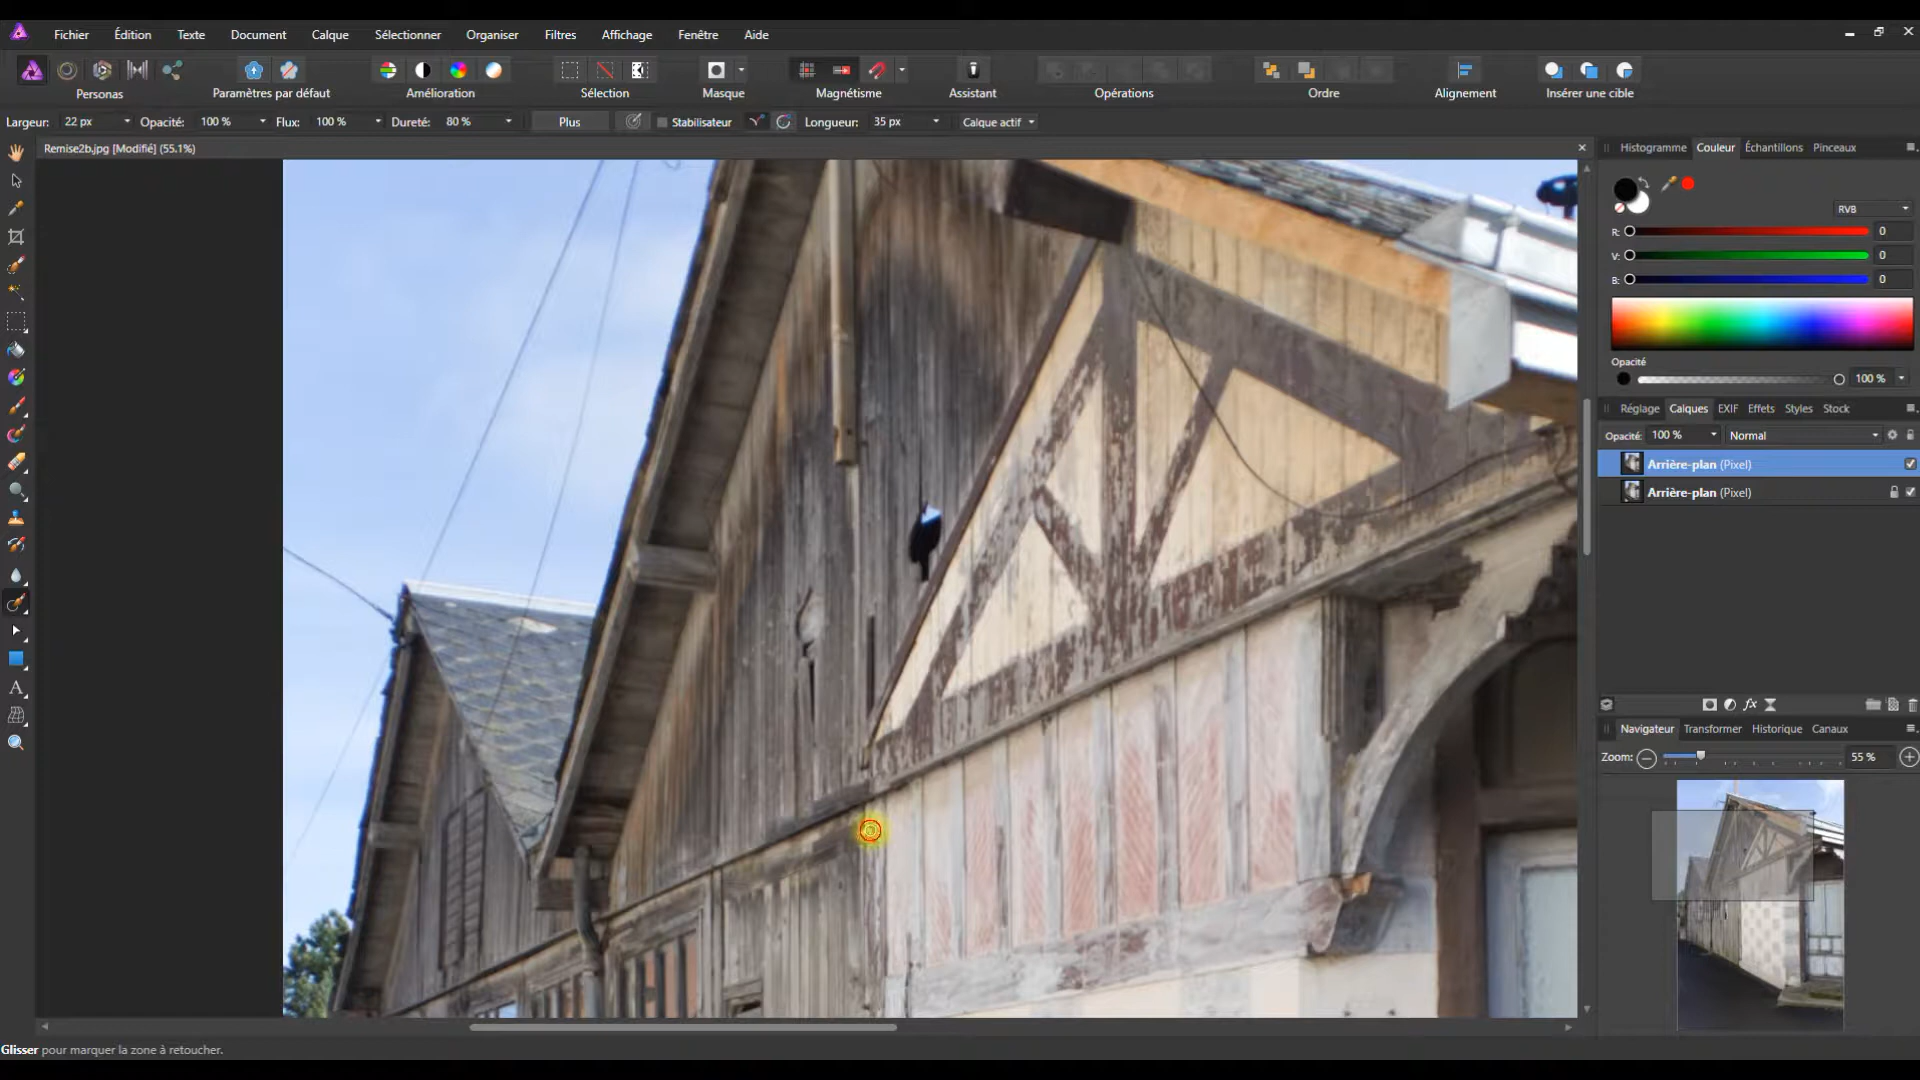 Fichier Édition Texte Document Calque Sélectionner Organiser Filtres Affichage Fenêtre Aide
Personas Paramètres par défaut Amélioration Sélection Masque Magnétisme Assistant Opérations Ordre Alignement Insérer une cible
Largeur: 22 px Opacité: 100 % Flux: 100 % Dureté: 80 % Plus Stabilisateur Longueur: 35 px Calque actif
Remise2b.jpg [Modifié] (55.1%)
Histogramme Couleur Échantillons Pinceaux
RVB
R: 0
V: 0
B: 0
Opacité
100 %
Réglage Calques EXIF Effets Styles Stock
Opacité: 100 % Normal
Arrière-plan (Pixel)
Arrière-plan (Pixel)
Navigateur Transformer Historique Canaux
Zoom: 55 %
A
Glisser pour marquer la zone à retoucher.